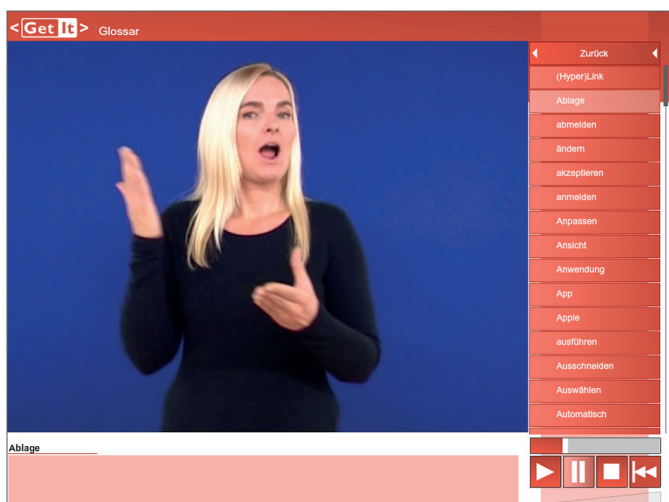 <Get It>
Glossar
Zurück
(Hyper)Link
Ablage
abmelden
ändern
akzeptieren
anmelden
Anpassen
Ansicht
Anwendung
App
Apple
ausführen
Ausschneiden
Auswählen
Automatisch
Ablage